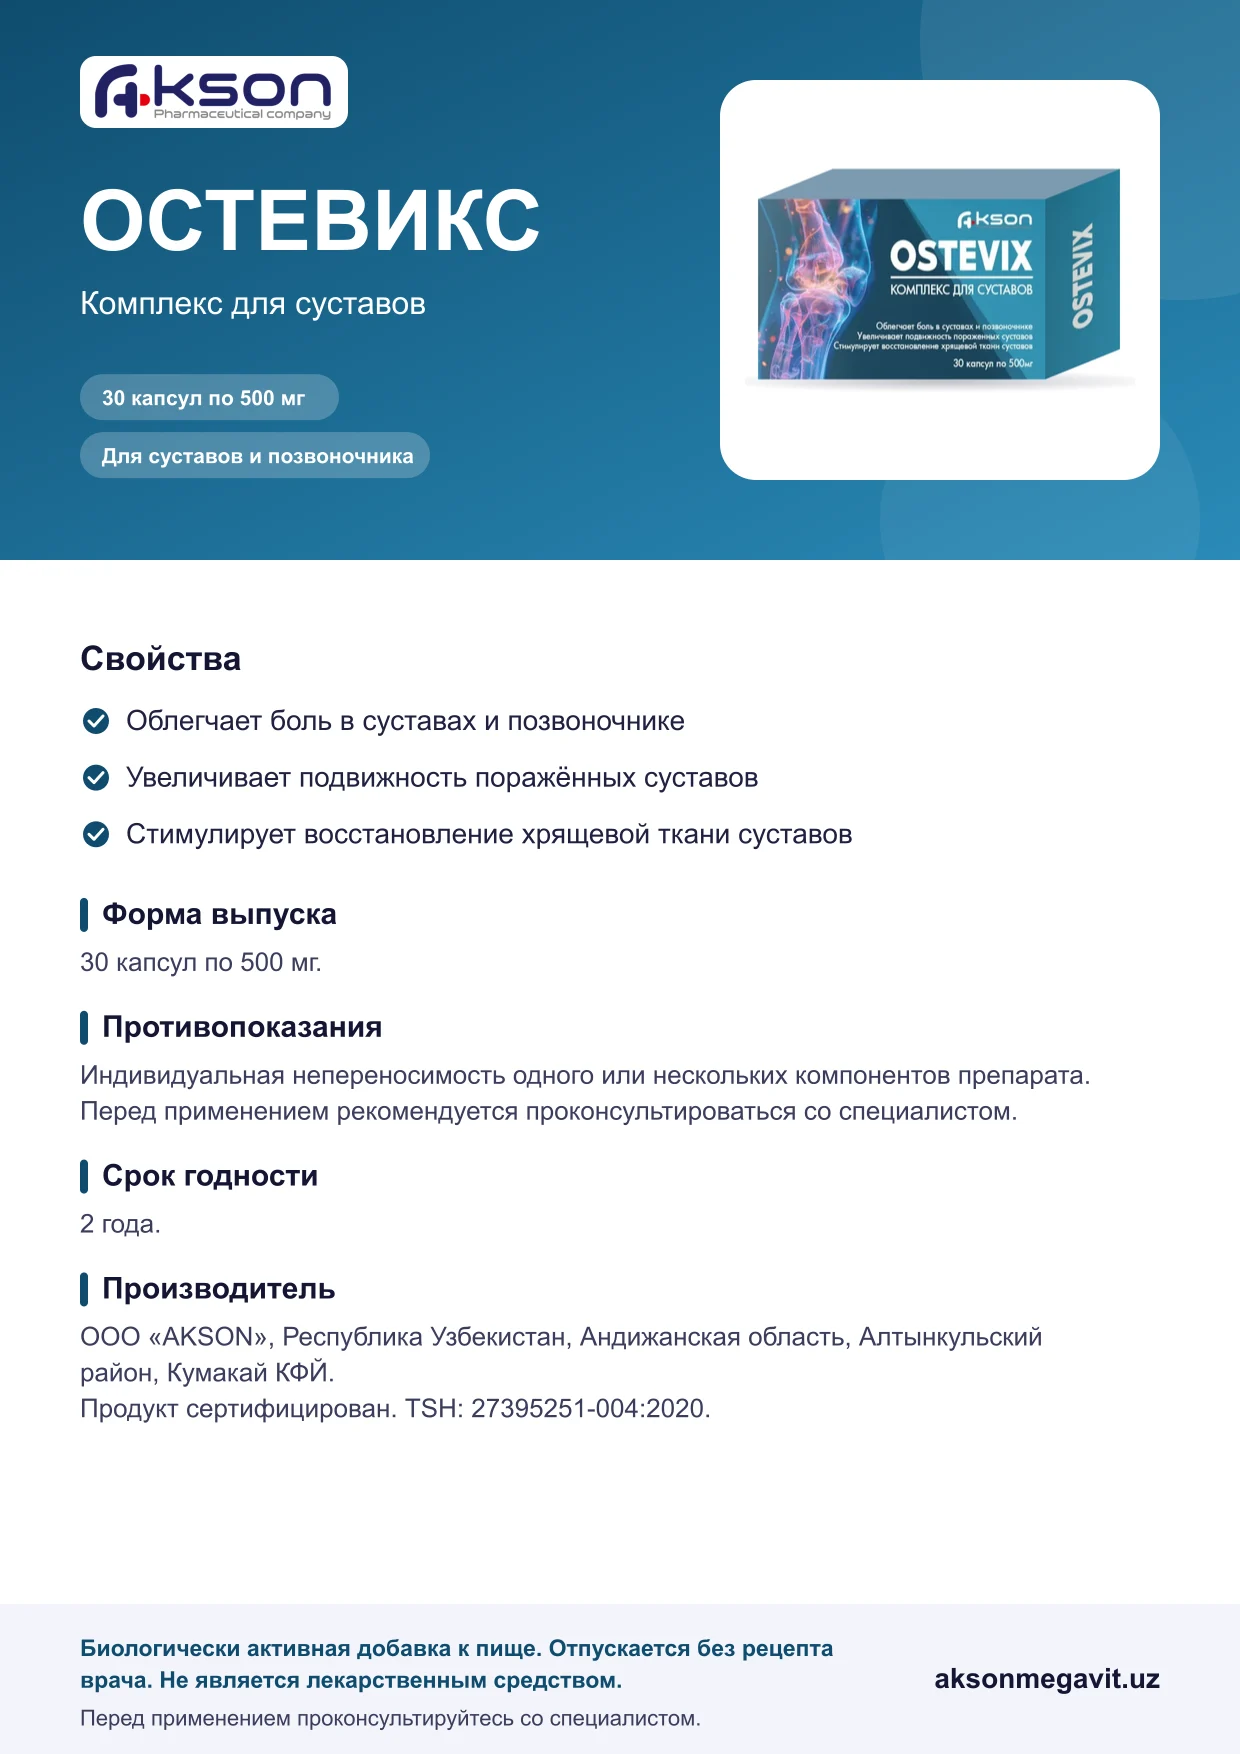 Akson
Pharmaceutical company
ОСТЕВИКС
Комплекс для суставов
30 капсул по 500 мг
Для суставов и позвоночника
Akson
OSTEVIX
КОМПЛЕКС ДЛЯ СУСТАВОВ
Облегчает боль в суставах и позвоночнике
Увеличивает подвижность пораженных суставов
Стимулирует восстановление хрящевой ткани суставов
30 капсул по 500мг
OSTEVIX
Свойства
Облегчает боль в суставах и позвоночнике
Увеличивает подвижность поражённых суставов
Стимулирует восстановление хрящевой ткани суставов
Форма выпуска
30 капсул по 500 мг.
Противопоказания
Индивидуальная непереносимость одного или нескольких компонентов препарата.
Перед применением рекомендуется проконсультироваться со специалистом.
Срок годности
2 года.
Производитель
ООО «AKSON», Республика Узбекистан, Андижанская область, Алтынкульский
район, Кумакай КФЙ.
Продукт сертифицирован. TSH: 27395251-004:2020.
Биологически активная добавка к пище. Отпускается без рецепта
врача. Не является лекарственным средством.
Перед применением проконсультируйтесь со специалистом.
aksonmegavit.uz